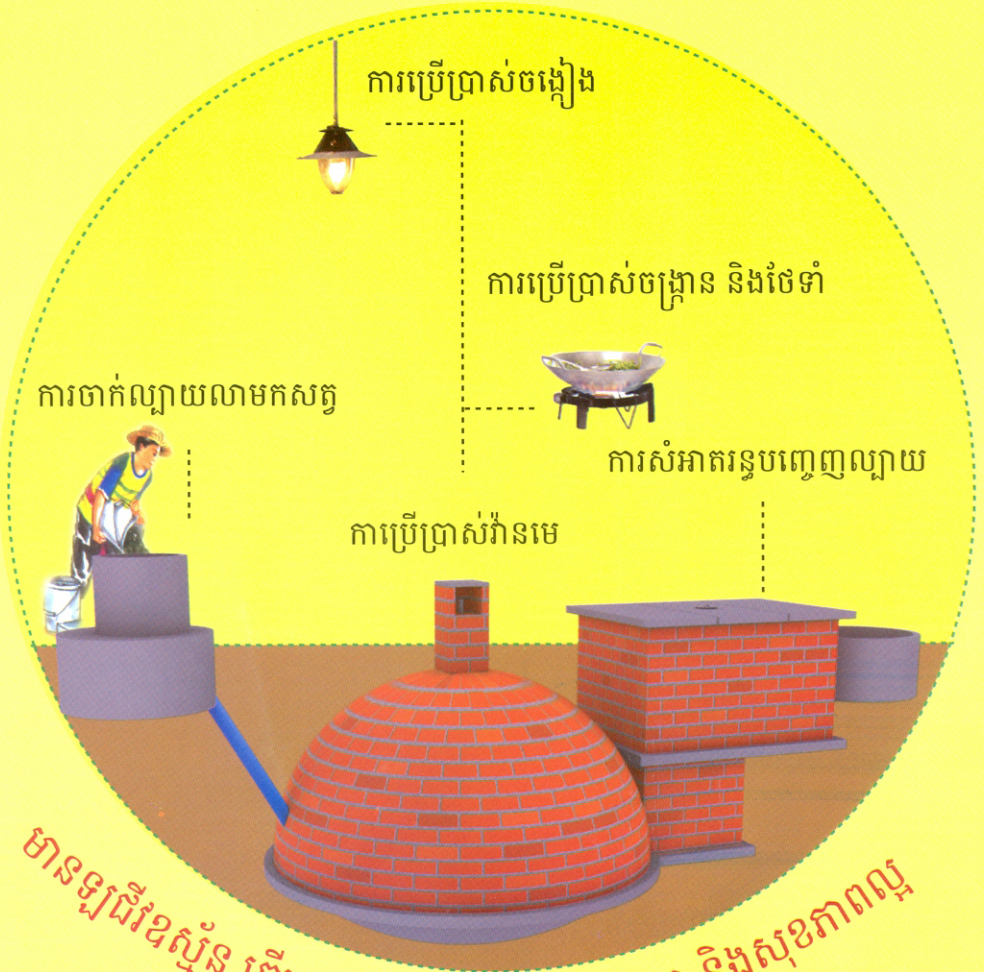 ការប្រើប្រាស់ចង្កៀង
ការប្រើប្រាស់ចង្ក្រាន និងថែទាំ
ការចាក់ល្បាយលាមកសត្វ
ការសំអាតរន្ធបញ្ចេញល្បាយ
កាប្រើប្រាស់វ៉ានមេ
មានឡជីវឧស្ម័ន
និងសុខភាពល្អ